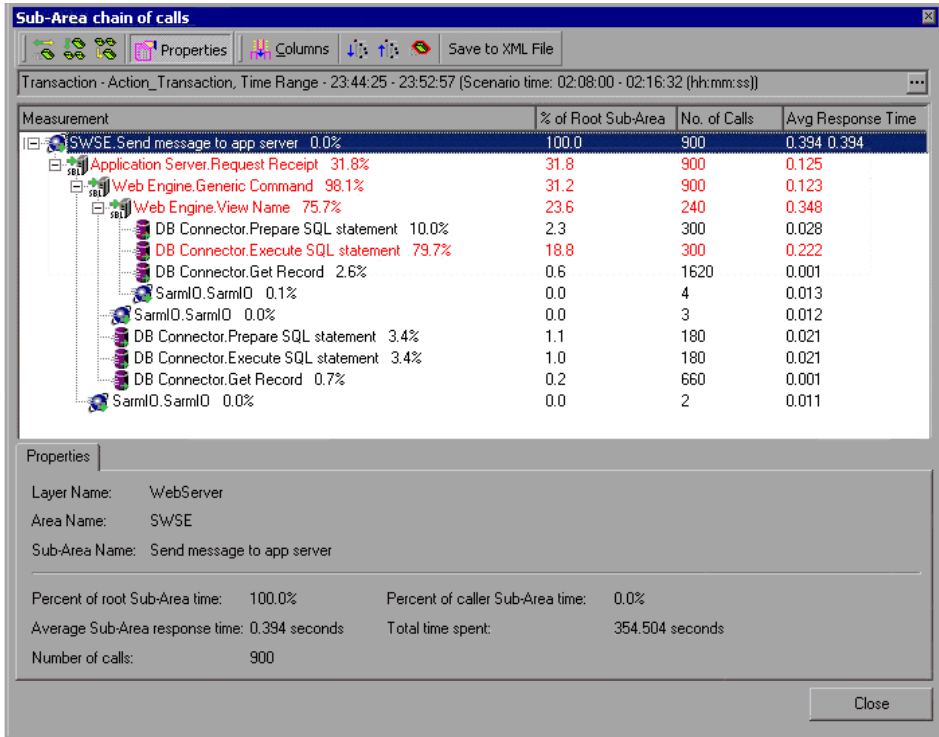 Sub-Area chain of calls
Properties Columns Save to XML File
Transaction - Action_Transaction, Time Range - 23:44:25 - 23:52:57 (Scenario time: 02:08:00 - 02:16:32 (hh:mm:ss)) ...
Measurement % of Root Sub-Area No. of Calls Avg Response Time
SWSE.Send message to app server 0.0% 100.0 900 0.394 0.394
SBL Application Server.Request Receipt 31.8% 31.8 900 0.125
SBL Web Engine.Generic Command 98.1% 31.2 900 0.123
SBL Web Engine.View Name 75.7% 23.6 240 0.348
DB Connector.Prepare SQL statement 10.0% 2.3 300 0.028
DB Connector.Execute SQL statement 79.7% 18.8 300 0.222
DB Connector.Get Record 2.6% 0.6 1620 0.001
SarmIO.SarmIO 0.1% 0.0 4 0.013
SarmIO.SarmIO 0.0% 0.0 3 0.012
DB Connector.Prepare SQL statement 3.4% 1.1 180 0.021
DB Connector.Execute SQL statement 3.4% 1.0 180 0.021
DB Connector.Get Record 0.7% 0.2 660 0.001
SarmIO.SarmIO 0.0% 0.0 2 0.011
Properties
Layer Name: WebServer
Area Name: SWSE
Sub-Area Name: Send message to app server
Percent of root Sub-Area time: 100.0% Percent of caller Sub-Area time: 0.0%
Average Sub-Area response time: 0.394 seconds Total time spent: 354.504 seconds
Number of calls: 900
Close